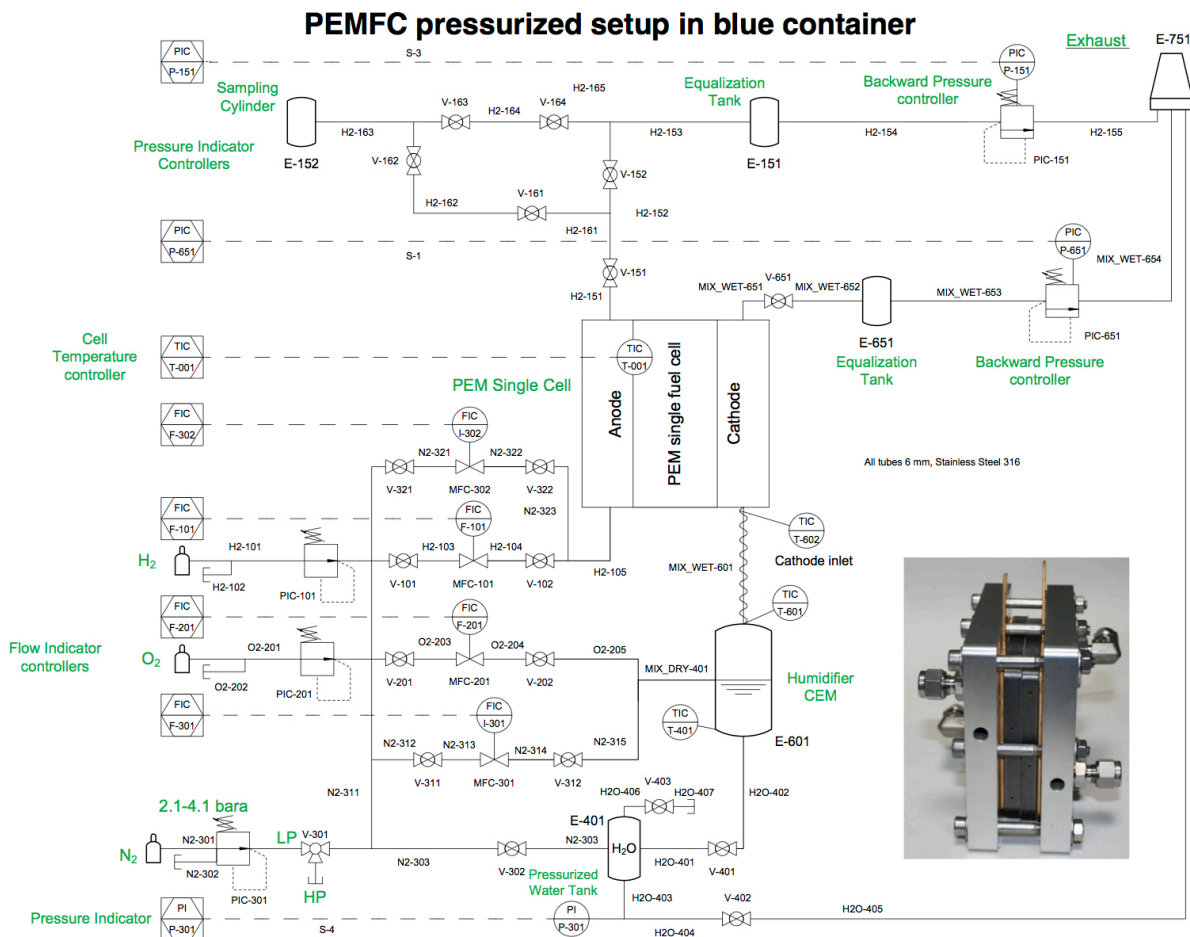 PEMFC pressurized setup in blue container
Exhaust
E-751
PIC
P-151
S-3
PIC
P-151
Sampling
Cylinder
H2-165
Equalization
Tank
Backward Pressure
controller
V-163
H2-164
V-164
H2-163
H2-153
H2-154
H2-155
Pressure Indicator
Controllers
E-152
V-162
V-152
E-151
PIC-151
V-161
H2-162
H2-152
H2-161
PIC
P-651
S-1
PIC
P-651
MIX_WET-654
V-151
H2-151
V-651
MIX_WET-651
MIX_WET-652
MIX_WET-653
E-651
PIC-651
Equalization
Tank
Backward Pressure
controller
Cell
Temperature
controller
TIC
T-001
TIC
T-001
PEM Single Cell
Anode
PEM single fuel cell
Cathode
FIC
F-302
FIC
I-302
N2-321
N2-322
V-321
MFC-302
V-322
N2-323
All tubes 6 mm, Stainless Steel 316
FIC
F-101
FIC
F-101
TIC
T-602
Cathode inlet
H2
H2-101
H2-102
PIC-101
H2-103
H2-104
V-101
MFC-101
V-102
H2-105
MIX_WET-601
TIC
T-601
FIC
F-201
FIC
F-201
Flow Indicator
controllers
O2
O2-201
O2-202
PIC-201
O2-203
O2-204
O2-205
V-201
MFC-201
V-202
MIX_DRY-401
Humidifier
CEM
FIC
F-301
FIC
I-301
TIC
T-401
E-601
N2-312
N2-313
N2-314
N2-315
V-311
MFC-301
V-312
N2-311
V-403
H2O-406
H2O-407
H2O-402
2.1-4.1 bara
E-401
N2
N2-301
N2-302
PIC-301
LP
V-301
HP
N2-303
V-302
N2-303
H2O
H2O-401
V-401
Pressurized
Water Tank
H2O-403
V-402
H2O-405
Pressure Indicator
PI
P-301
S-4
PI
P-301
H2O-404